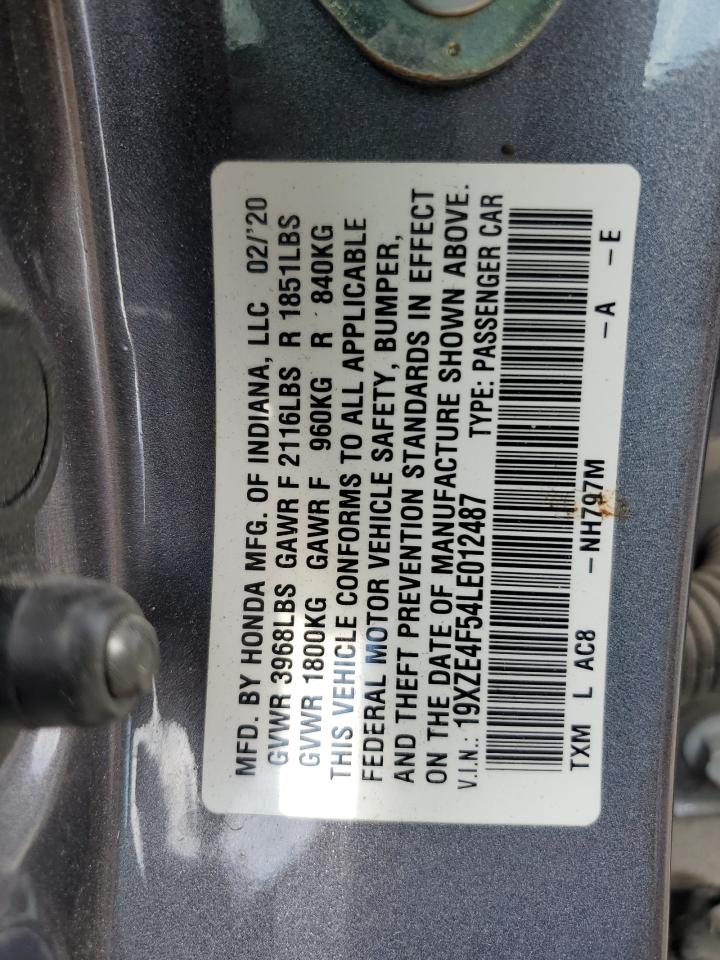 MFD. BY HONDA MFG. OF INDIANA, LLC 02/'20
GVWR 3968LBS GAWR F 2116LBS R 1851LBS
GVWR 1800KG GAWR F 960KG R 840KG
THIS VEHICLE CONFORMS TO ALL APPLICABLE
FEDERAL MOTOR VEHICLE SAFETY, BUMPER,
AND THEFT PREVENTION STANDARDS IN EFFECT
ON THE DATE OF MANUFACTURE SHOWN ABOVE.
V.I.N.: 19XZE4F54LE012487 TYPE: PASSENGER CAR
TXM L AC8 -NH797M -A -E